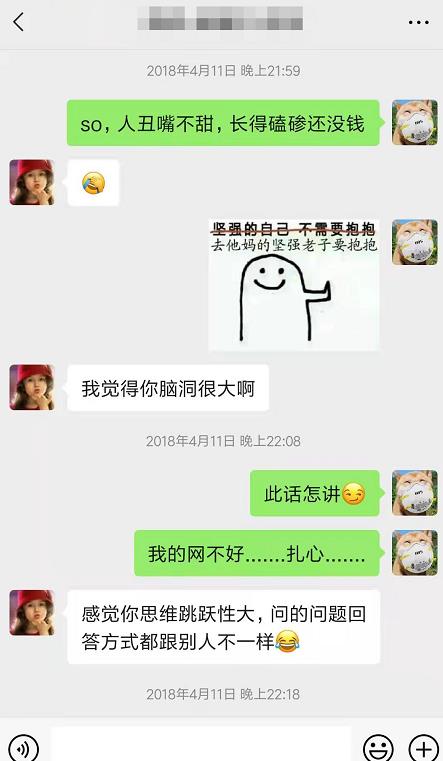 2018年4月11日 晚上21:59
so，人丑嘴不甜，长得磕碜还没钱
坚强的自己 不需要抱抱
去他妈的坚强老子要抱抱
我觉得你脑洞很大啊
2018年4月11日 晚上22:08
此话怎讲😏
我的网不好.......扎心.......
感觉你思维跳跃性大，问的问题回
答方式都跟别人不一样😂
2018年4月11日 晚上22:18